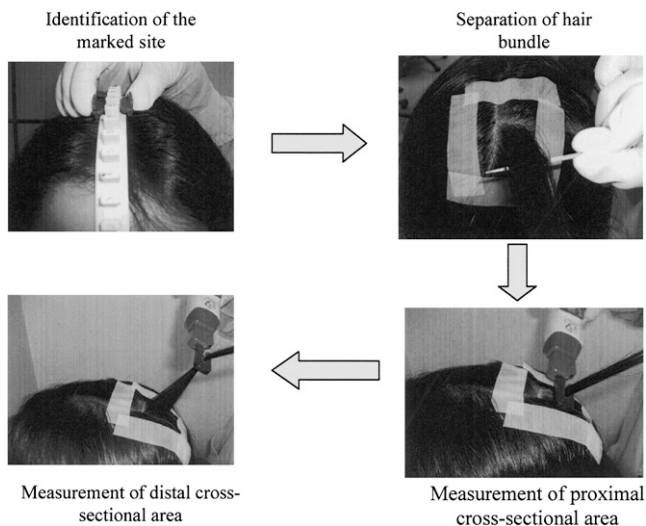 Identification of the
marked site
Separation of hair
bundle
Measurement of proximal
cross-sectional area
Measurement of distal cross-
sectional area